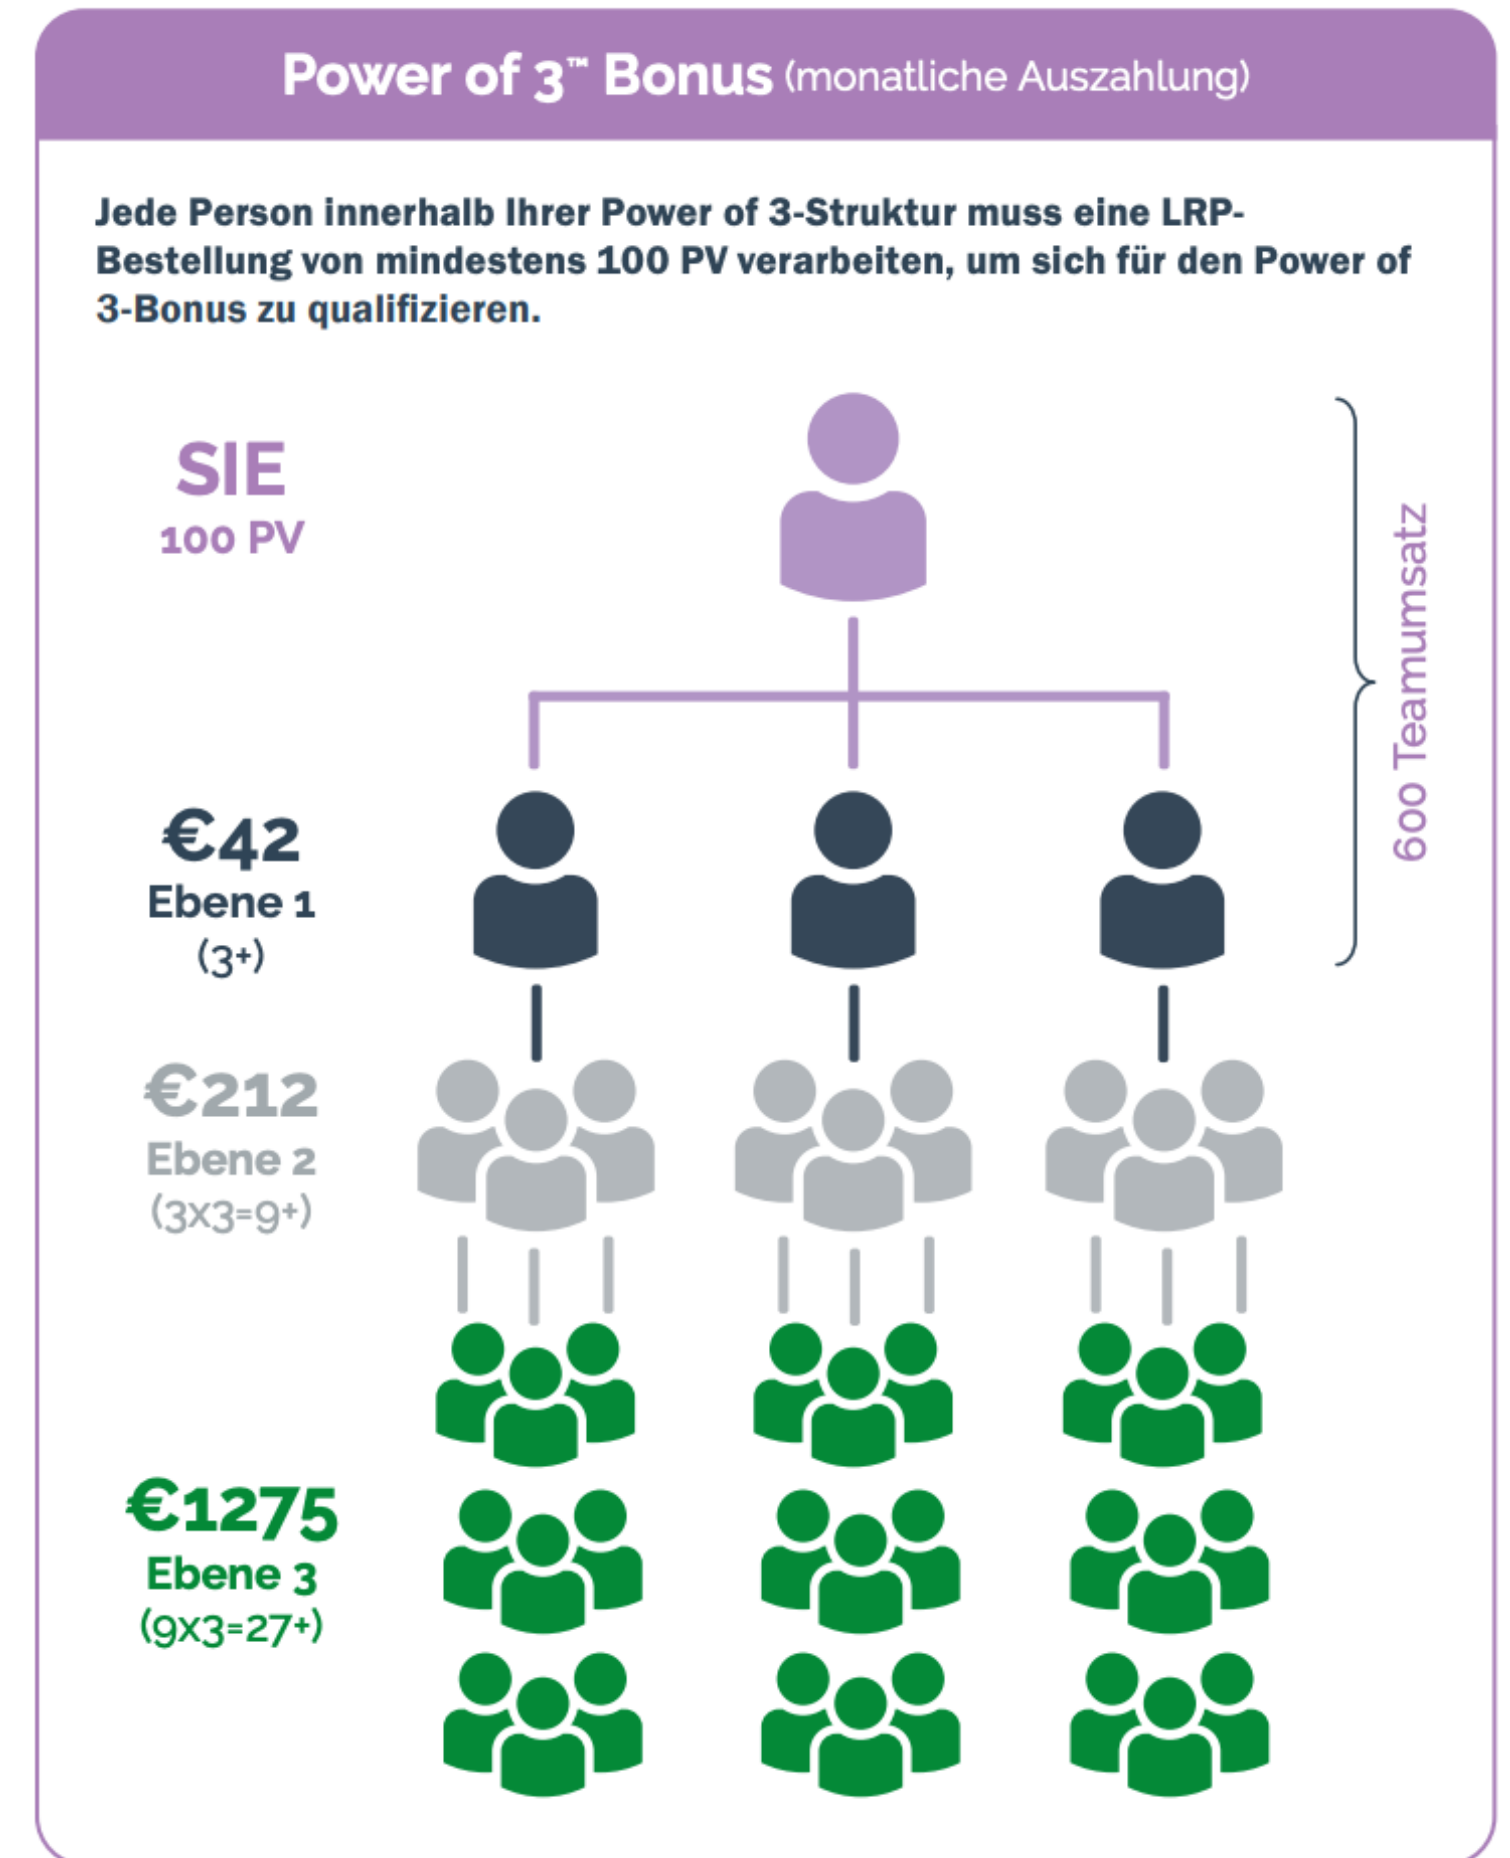 Power of 3™ Bonus (monatliche Auszahlung)
Jede Person innerhalb Ihrer Power of 3-Struktur muss eine LRP-
Bestellung von mindestens 100 PV verarbeiten, um sich für den Power of
3-Bonus zu qualifizieren.
SIE
100 PV
600 Teamumsatz
€42
Ebene 1
(3+)
€212
Ebene 2
(3x3=9+)
€1275
Ebene 3
(9x3=27+)